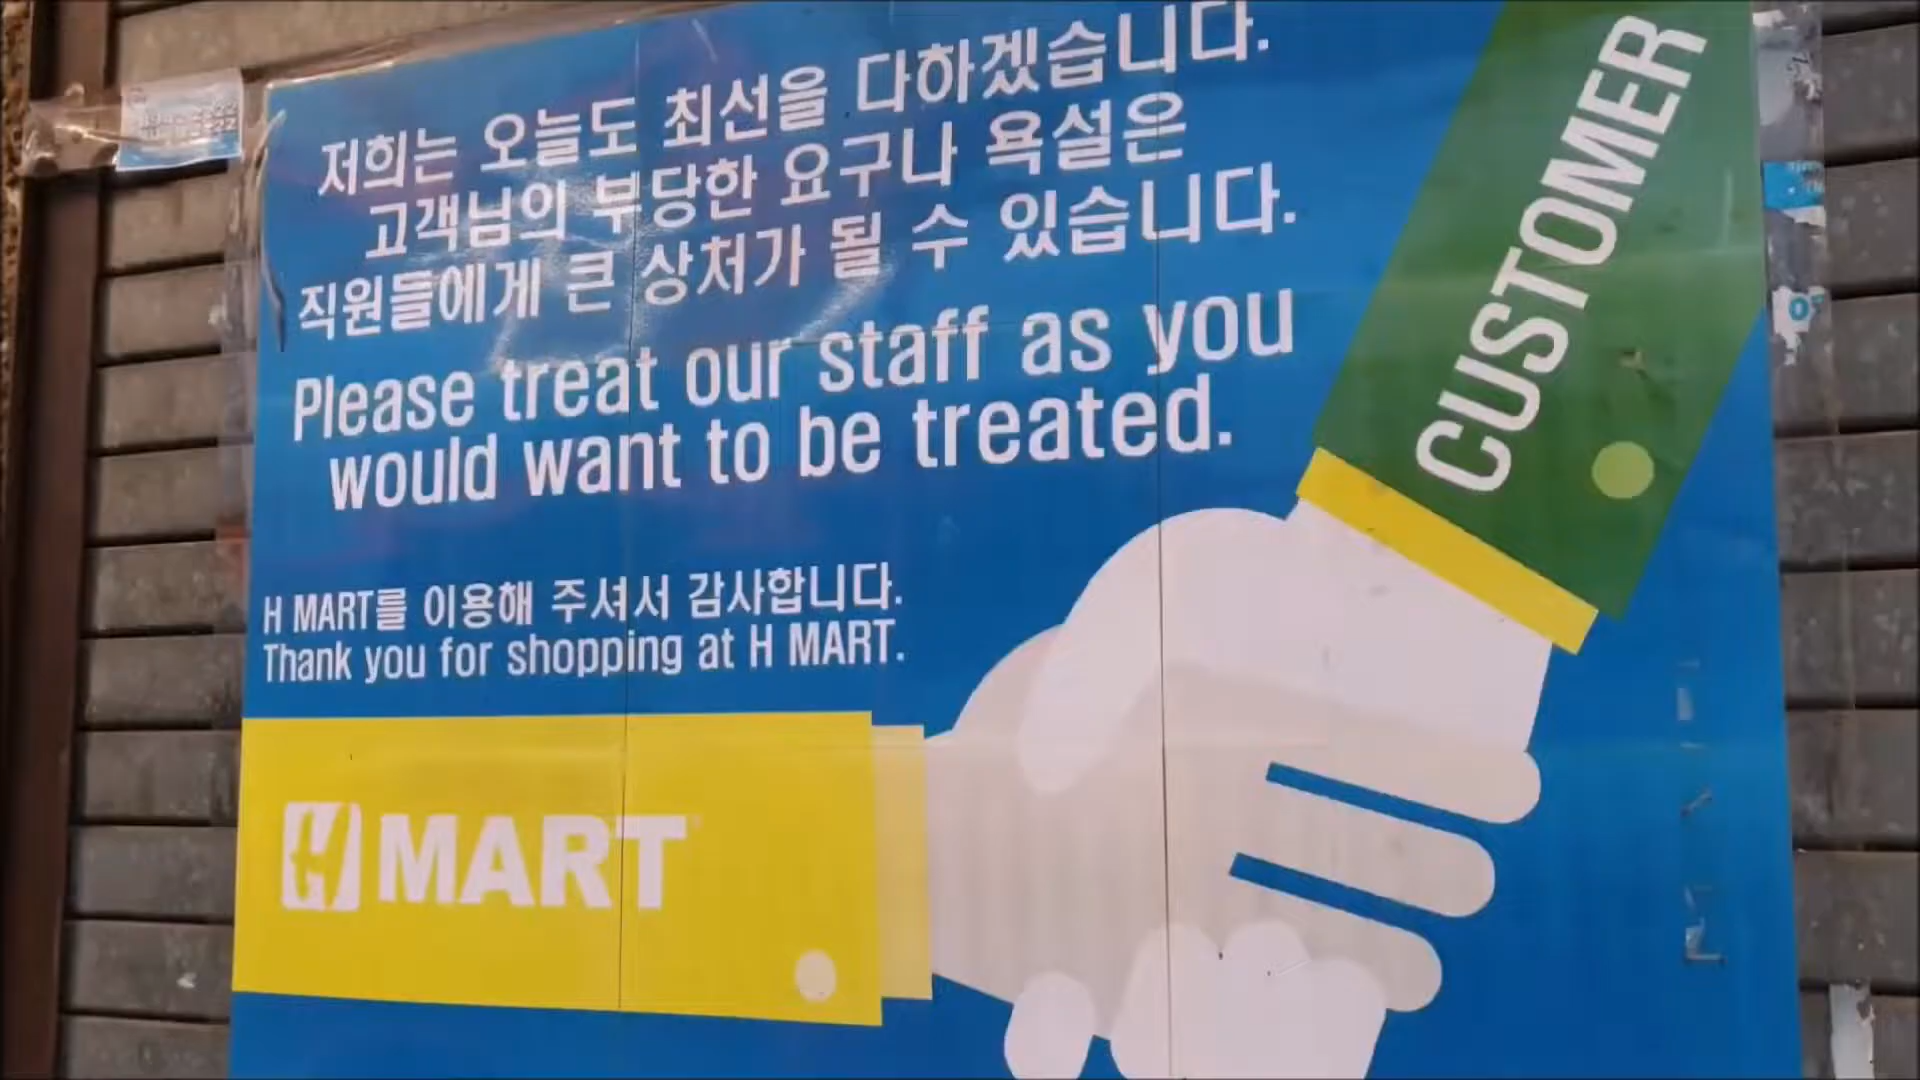 저희는 오늘도 최선을 다하겠습니다.
고객님의 부당한 요구나 욕설은
직원들에게 큰 상처가 될 수 있습니다.
Please treat our staff as you
would want to be treated.
H MART를 이용해 주셔서 감사합니다.
Thank you for shopping at H MART.
CUSTOMER
H MART